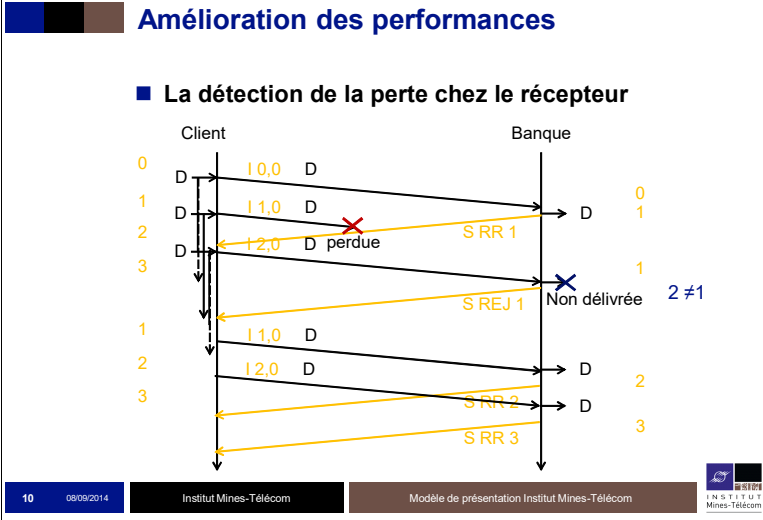 Amélioration des performances
La détection de la perte chez le récepteur
Client
Banque
0
D
I 0,0
D
0
1
D
I 1,0
D
1
D
2
perdue
S RR 1
D
I 2,0
D
3
1
Non délivrée
2 ≠1
S REJ 1
1
I 1,0
D
2
I 2,0
D
D
2
3
S RR 2
D
3
S RR 3
10
08/09/2014
Institut Mines-Télécom
Modèle de présentation Institut Mines-Télécom
INSTITUT
Mines-Télécom